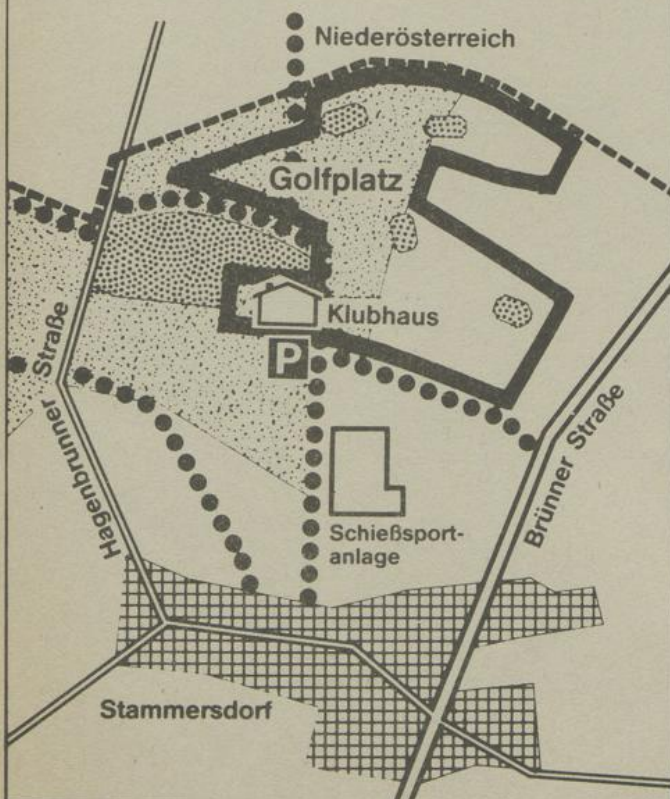 Niederösterreich
Golfplatz
Klubhaus
P
Hagenbrunner Straße
Brünner Straße
Schießsport-
anlage
Stammersdorf